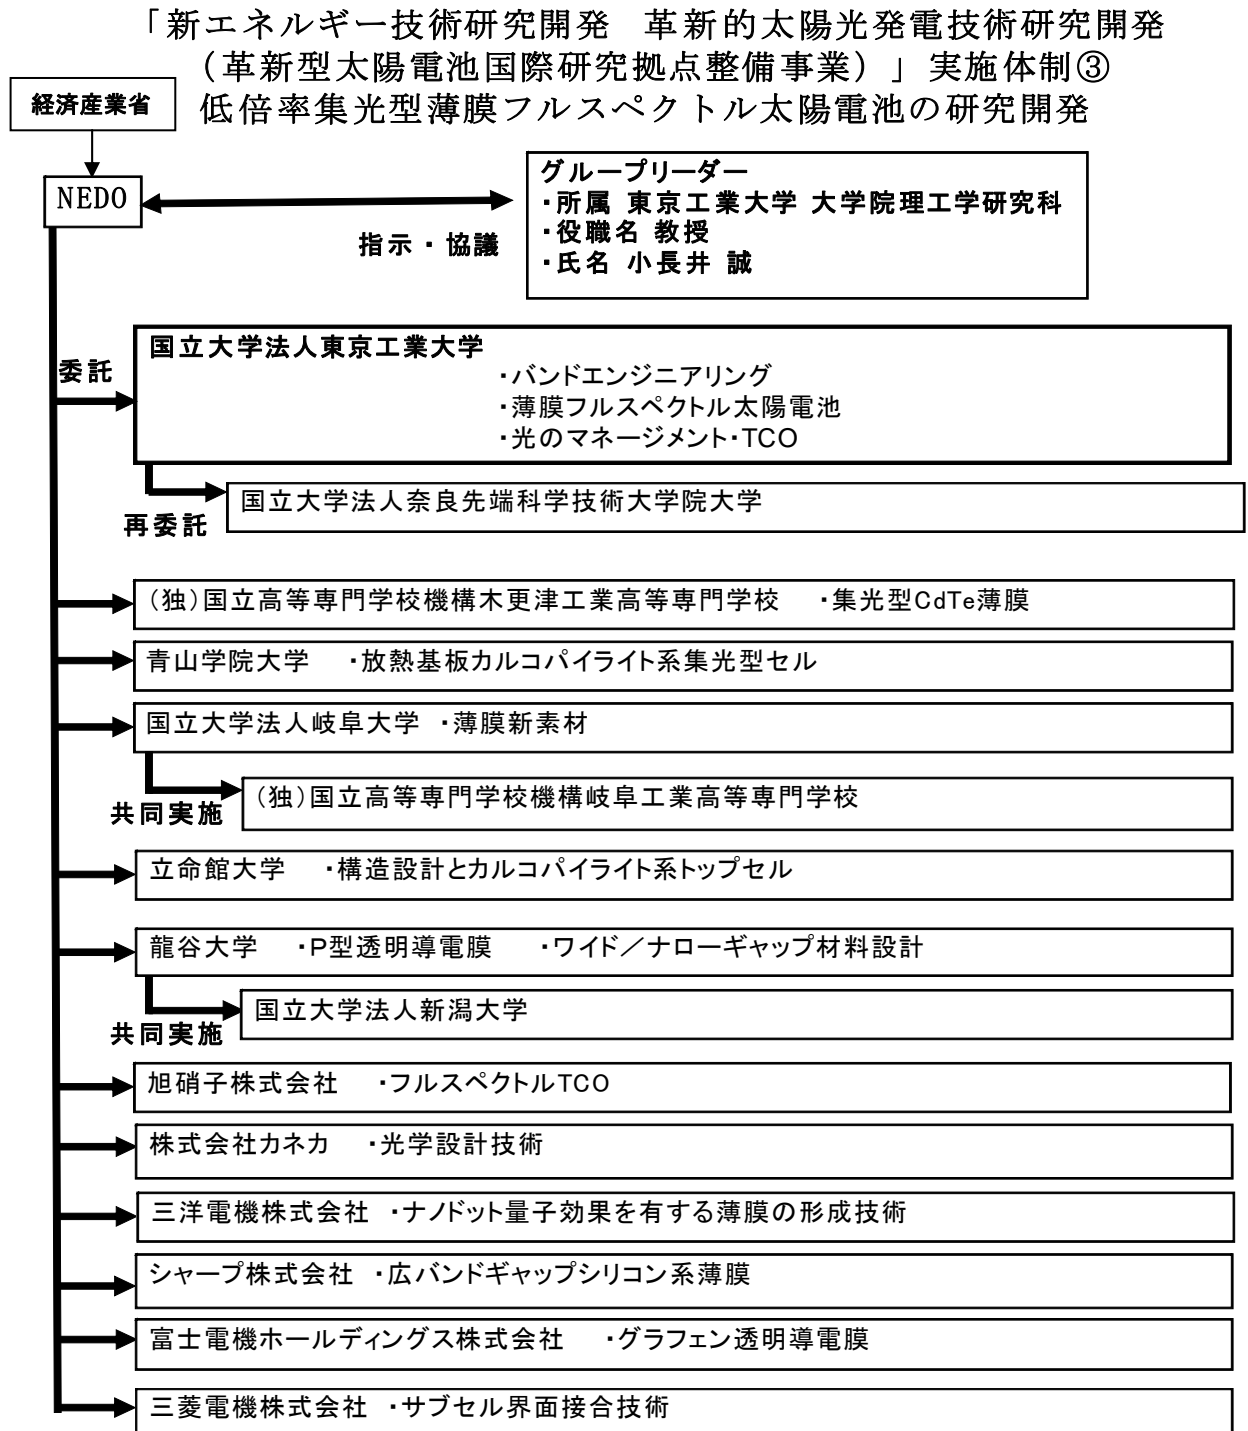 「新エネルギー技術研究開発　革新的太陽光発電技術研究開発
（革新型太陽電池国際研究拠点整備事業）」実施体制③
低倍率集光型薄膜フルスペクトル太陽電池の研究開発
経済産業省
NEDO
指示・協議
グループリーダー
・所属 東京工業大学 大学院理工学研究科
・役職名 教授
・氏名 小長井 誠
委託
国立大学法人東京工業大学
・バンドエンジニアリング
・薄膜フルスペクトル太陽電池
・光のマネージメント・TCO
再委託
国立大学法人奈良先端科学技術大学院大学
（独）国立高等専門学校機構木更津工業高等専門学校　・集光型CdTe薄膜
青山学院大学　・放熱基板カルコパイライト系集光型セル
国立大学法人岐阜大学　・薄膜新素材
共同実施
（独）国立高等専門学校機構岐阜工業高等専門学校
立命館大学　・構造設計とカルコパイライト系トップセル
龍谷大学　・P型透明導電膜　・ワイド／ナローギャップ材料設計
共同実施
国立大学法人新潟大学
旭硝子株式会社　・フルスペクトルTCO
株式会社カネカ　・光学設計技術
三洋電機株式会社　・ナノドット量子効果を有する薄膜の形成技術
シャープ株式会社　・広バンドギャップシリコン系薄膜
富士電機ホールディングス株式会社　・グラフェン透明導電膜
三菱電機株式会社　・サブセル界面接合技術